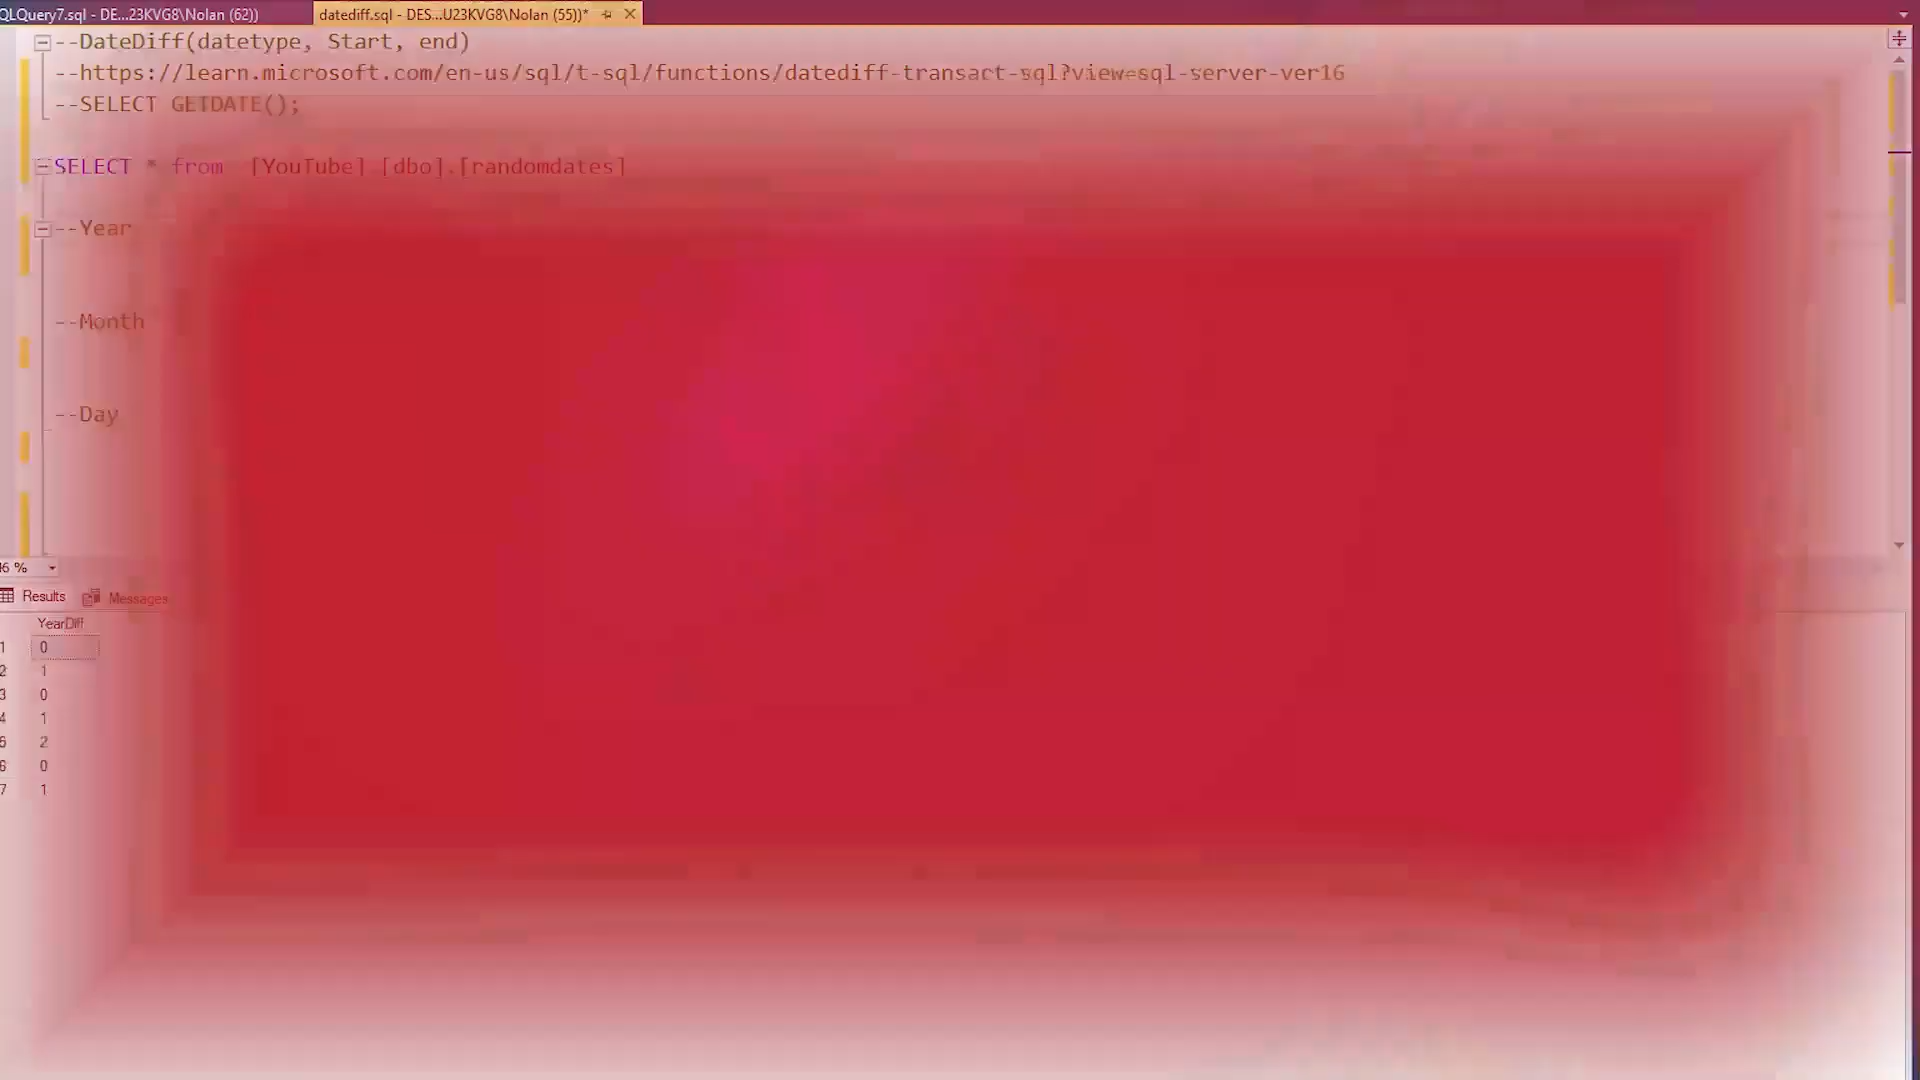 QLQuery7.sql - DE...23KVG8\Nolan (62))
datediff.sql - DES...U23KVG8\Nolan (55))*
--DateDiff(datetype, Start, end)
--https://learn.microsoft.com/en-us/sql/t-sql/functions/datediff-transact-sql?view=sql-server-ver16
--SELECT GETDATE();
SELECT * from [YouTube].[dbo].[randomdates]
--Year
--Month
--Day
16 %
Results Messages
YearDiff
1 0
2 1
3 0
4 1
5 2
6 0
7 1